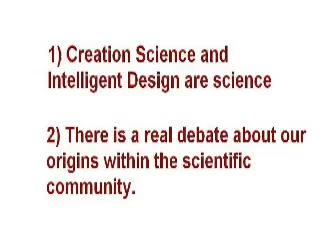 1) Creation Science and
Intelligent Design are science
2) There is a real debate about our
origins within the scientific
community.